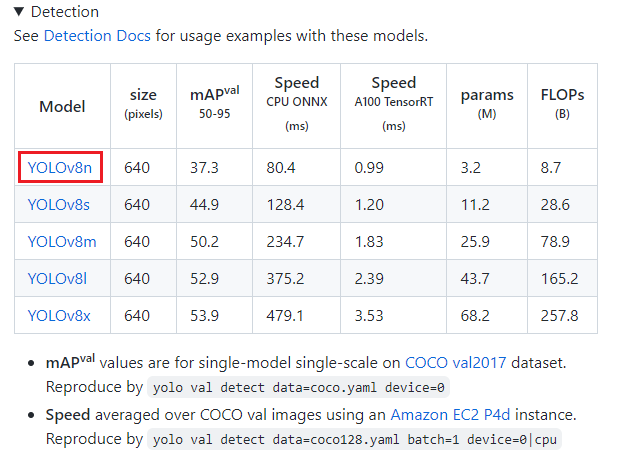 ▼ Detection
See Detection Docs for usage examples with these models.
Model size (pixels) mAPval 50-95 Speed CPU ONNX (ms) Speed A100 TensorRT (ms) params (M) FLOPs (B)
YOLOv8n 640 37.3 80.4 0.99 3.2 8.7
YOLOv8s 640 44.9 128.4 1.20 11.2 28.6
YOLOv8m 640 50.2 234.7 1.83 25.9 78.9
YOLOv8l 640 52.9 375.2 2.39 43.7 165.2
YOLOv8x 640 53.9 479.1 3.53 68.2 257.8
• mAPval values are for single-model single-scale on COCO val2017 dataset.
Reproduce by yolo val detect data=coco.yaml device=0
• Speed averaged over COCO val images using an Amazon EC2 P4d instance.
Reproduce by yolo val detect data=coco128.yaml batch=1 device=0|cpu